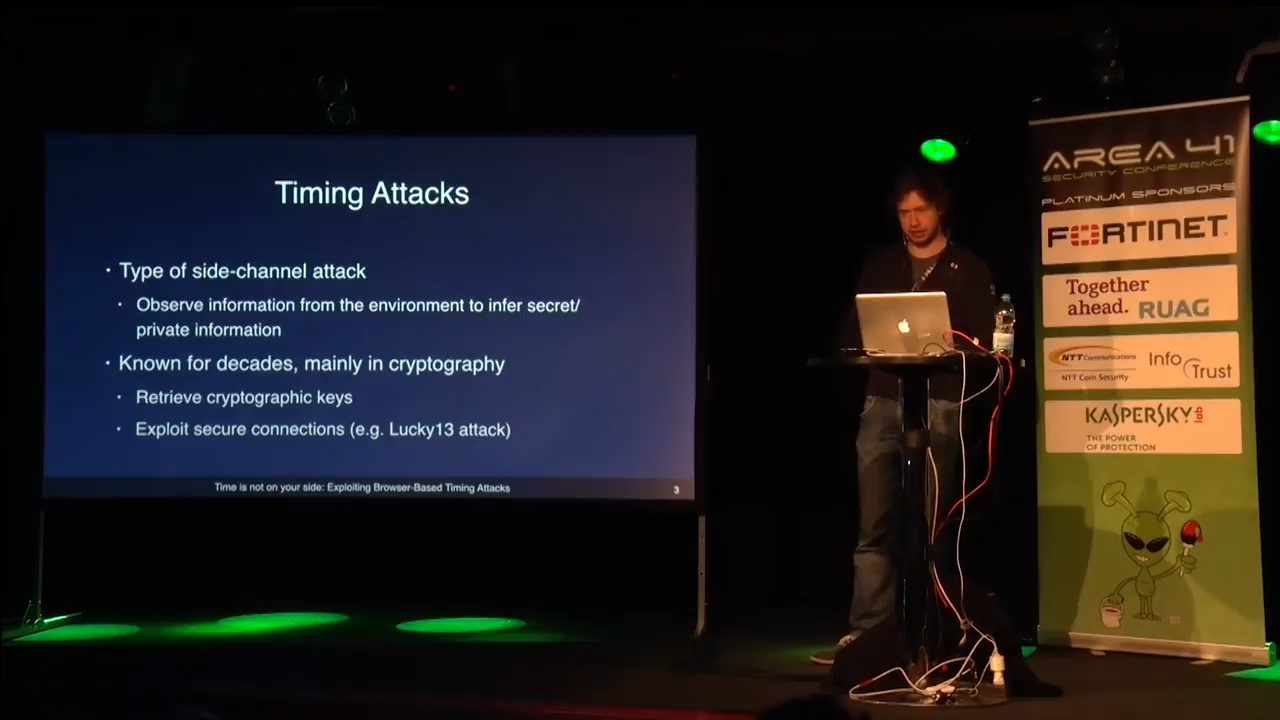 Timing Attacks
· Type of side-channel attack
· Observe information from the environment to infer secret/
private information
· Known for decades, mainly in cryptography
· Retrieve cryptographic keys
· Exploit secure connections (e.g. Lucky13 attack)
Time is not on your side: Exploiting Browser-Based Timing Attacks
3
AREA 41
SECURITY CONFERENCE
PLATINUM SPONSORS
FORTINET
Together
ahead. RUAG
NTT Communications
NTT Com Security
Info
Trust
KASPERSKY lab
THE POWER
OF PROTECTION